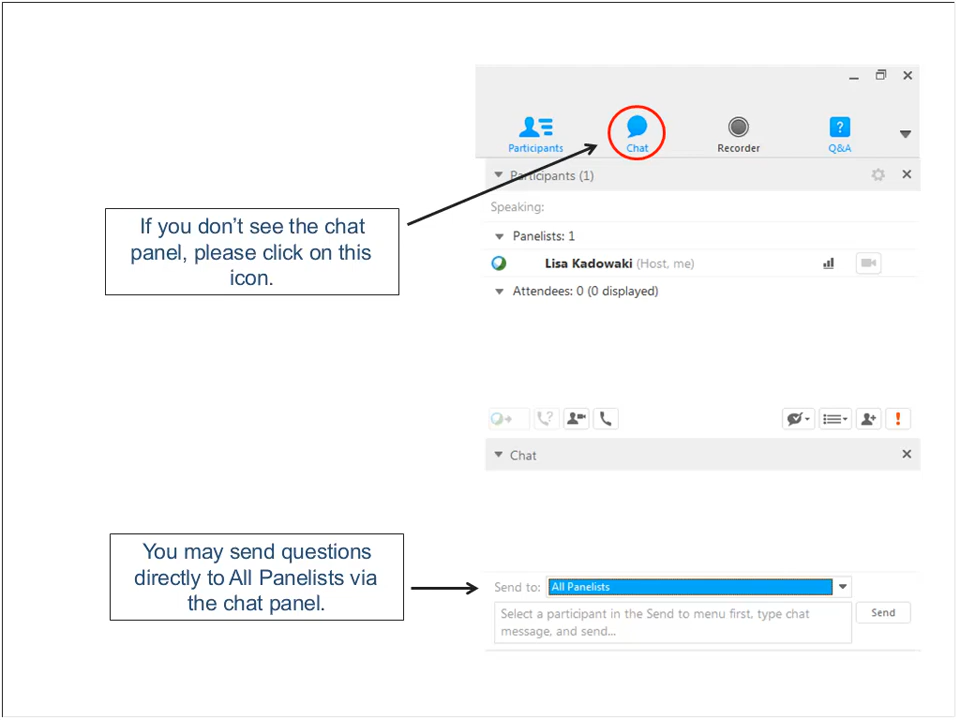 Participants
Chat
Recorder
Q&A
Participants (1)
Speaking:
If you don’t see the chat
panel, please click on this
icon.
Panelists: 1
Lisa Kadowaki (Host, me)
Attendees: 0 (0 displayed)
Chat
You may send questions
directly to All Panelists via
the chat panel.
Send to: All Panelists
Select a participant in the Send to menu first, type chat
message, and send...
Send